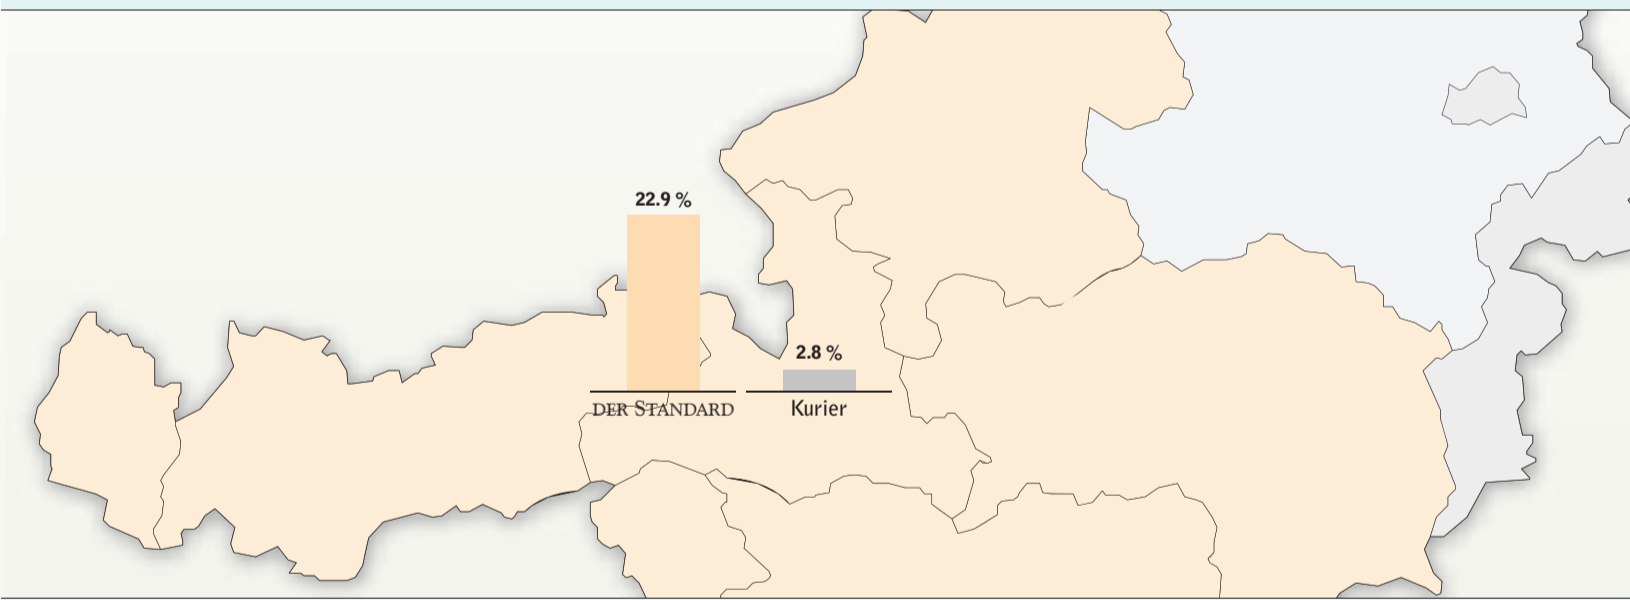 22.9 %
2.8 %
DER STANDARD
Kurier